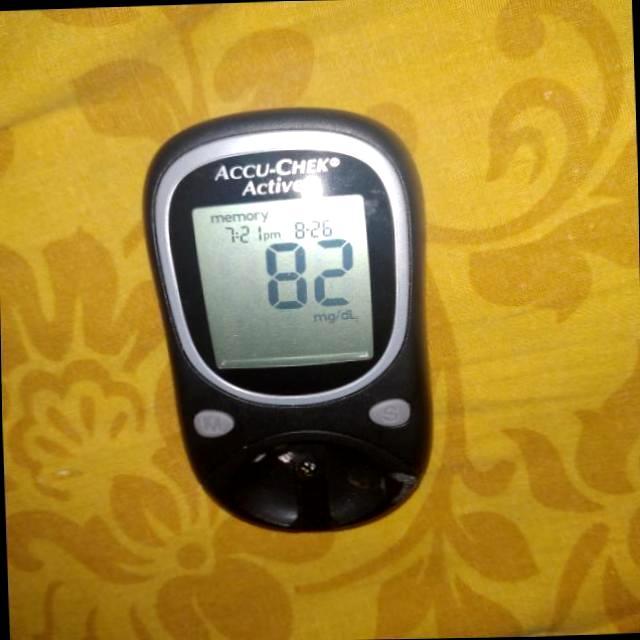 ACCU-CHEK®
Active
memory
7:21pm 8-26
82
mg/dL
M S